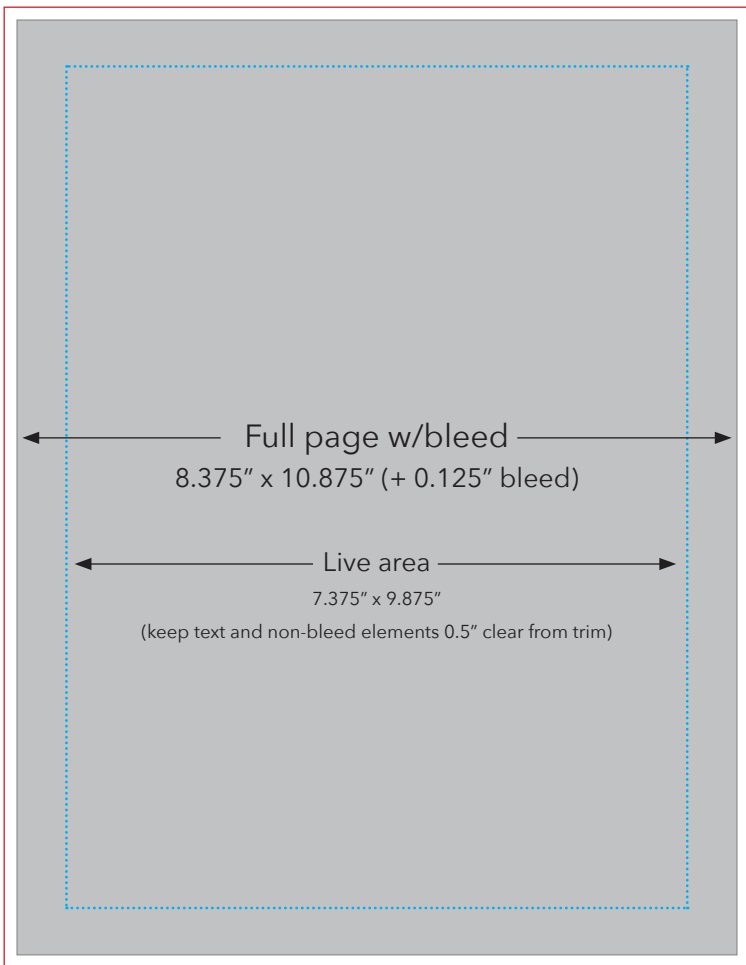 Full page w/bleed
8.375” x 10.875” (+ 0.125” bleed)
Live area
7.375” x 9.875”
(keep text and non-bleed elements 0.5” clear from trim)